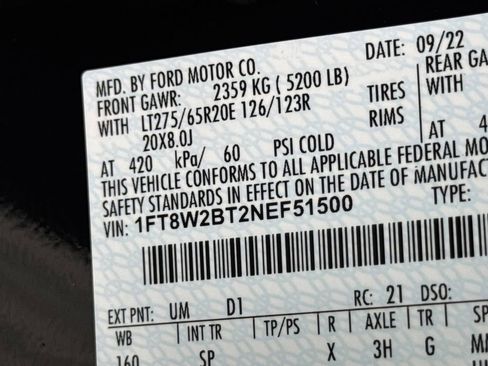 DATE: 09/22
MFD. BY FORD MOTOR CO.
FRONT GAWR: 2359 KG ( 5200 LB) REAR GA
WITH LT275/65R20E 126/123R TIRES WITH
20X8.0J RIMS
AT 420 kPa/ 60 PSI COLD AT 4
THIS VEHICLE CONFORMS TO ALL APPLICABLE FEDERAL MO
SAFETY STANDARDS IN EFFECT ON THE DATE OF MANUFACT
VIN: 1FT8W2BT2NEF51500 TYPE:
EXT PNT: UM D1 RC: 21 DSO:
WB INT TR TP/PS R AXLE TR SP
160 SP X 3H G